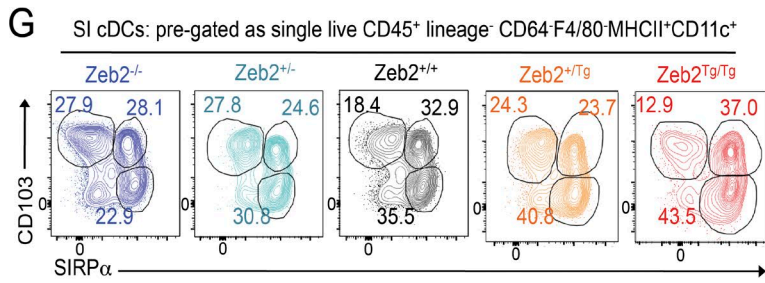 G
SI cDCs: pre-gated as single live CD45+ lineage- CD64-F4/80-MHCII+CD11c+
Zeb2-/- Zeb2+/- Zeb2+/+ Zeb2+/Tg Zeb2Tg/Tg
27.9 28.1 27.8 24.6 18.4 32.9 24.3 23.7 12.9 37.0
CD103
0 0 0 0 0
22.9 30.8 35.5 40.8 43.5
0 0 0 0 0
SIRPα